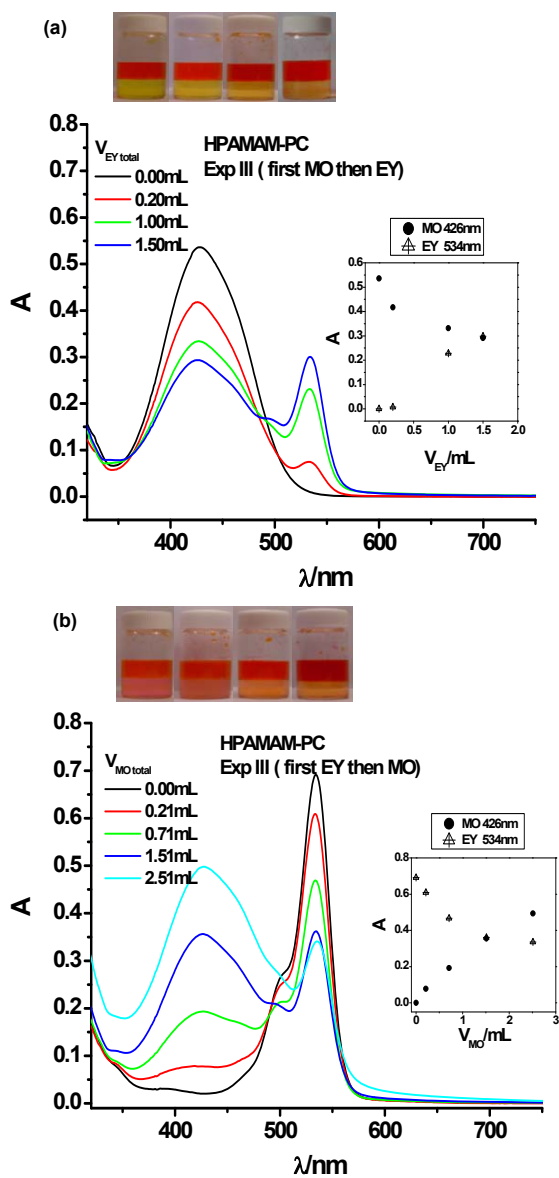 (a)
0.8
0.7
0.6
0.5
0.4
0.3
0.2
0.1
0.0
A
V EY total
0.00mL
0.20mL
1.00mL
1.50mL
HPAMAM-PC
Exp III ( first MO then EY)
MO 426nm
EY 534nm
0.6
0.5
0.4
0.3
0.2
0.1
0.0
A
0.0 0.5 1.0 1.5 2.0
V EY/mL
400 500 600 700
λ/nm
(b)
0.8
0.7
0.6
0.5
0.4
0.3
0.2
0.1
0.0
A
V MO total
0.00mL
0.21mL
0.71mL
1.51mL
2.51mL
HPAMAM-PC
Exp III ( first EY then MO)
MO 426nm
EY 534nm
0.8
0.6
0.4
0.2
0.0
A
0 1 2 3
V MO/mL
400 500 600 700
λ/nm